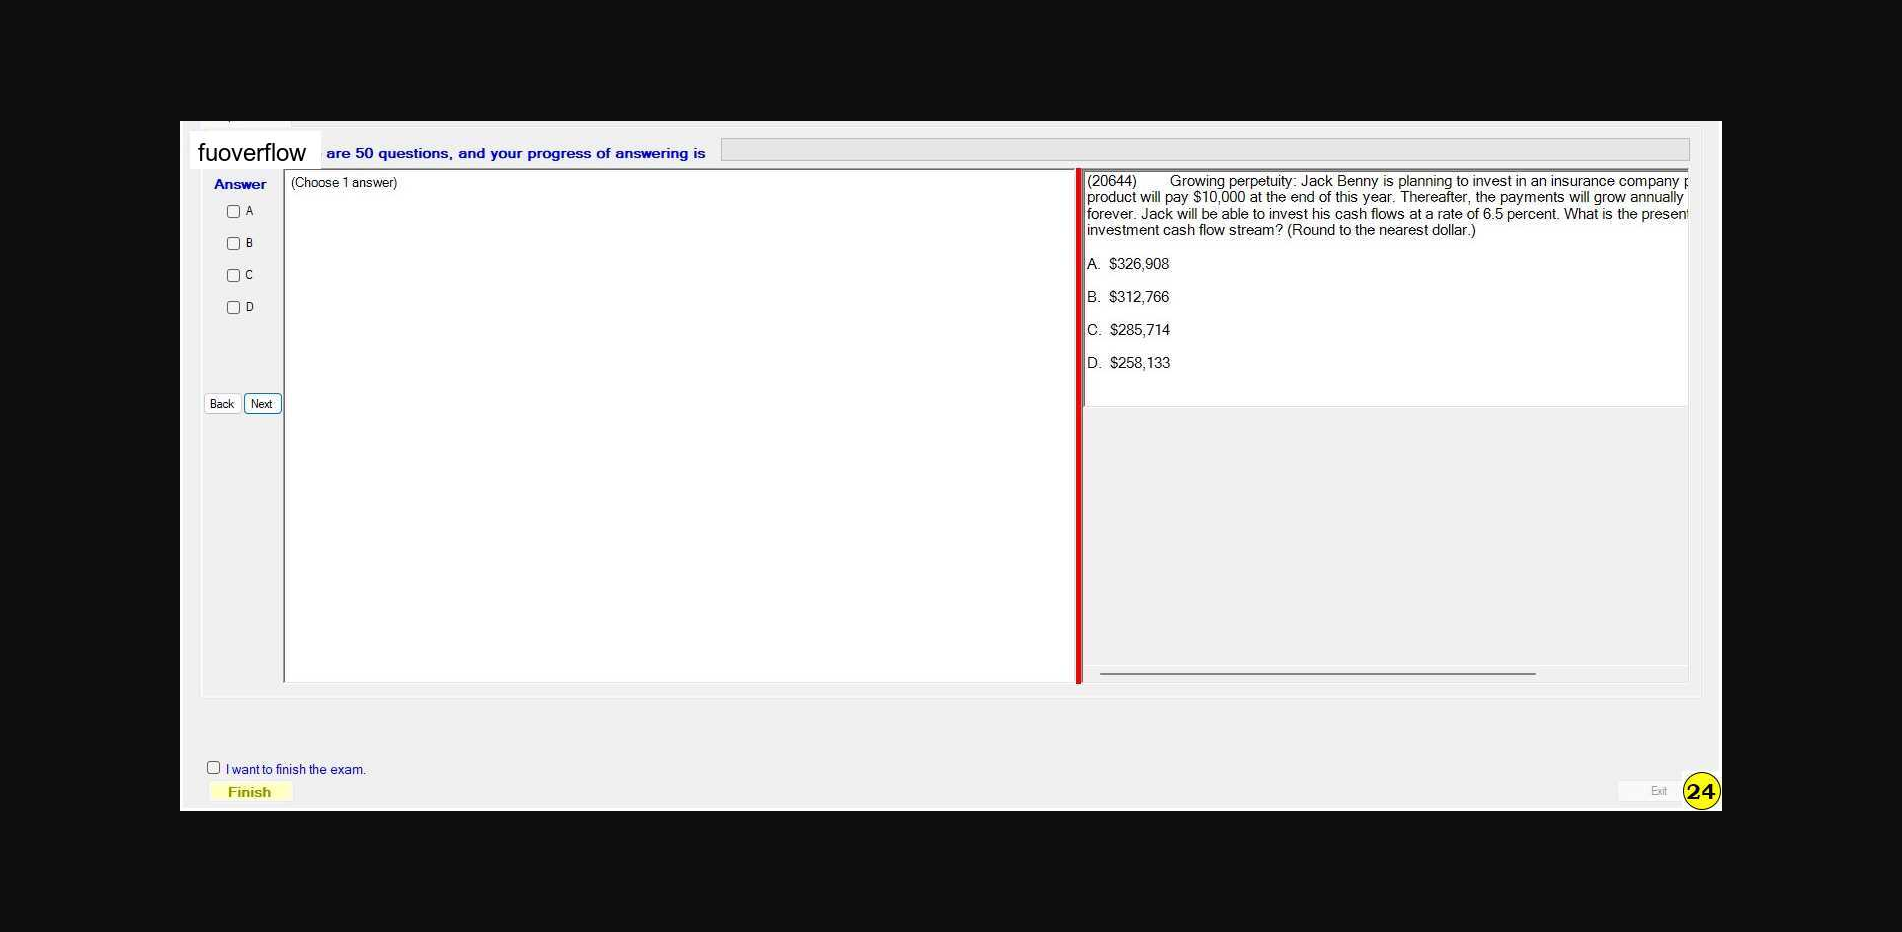 fuoverflow are 50 questions, and your progress of answering is
Answer
(Choose 1 answer)
A
B
C
D
Back Next
(20644) Growing perpetuity: Jack Benny is planning to invest in an insurance company
product will pay $10,000 at the end of this year. Thereafter, the payments will grow annually
forever. Jack will be able to invest his cash flows at a rate of 6.5 percent. What is the present
investment cash flow stream? (Round to the nearest dollar.)
A. $326,908
B. $312,766
C. $285,714
D. $258,133
I want to finish the exam.
Finish
Exit
24